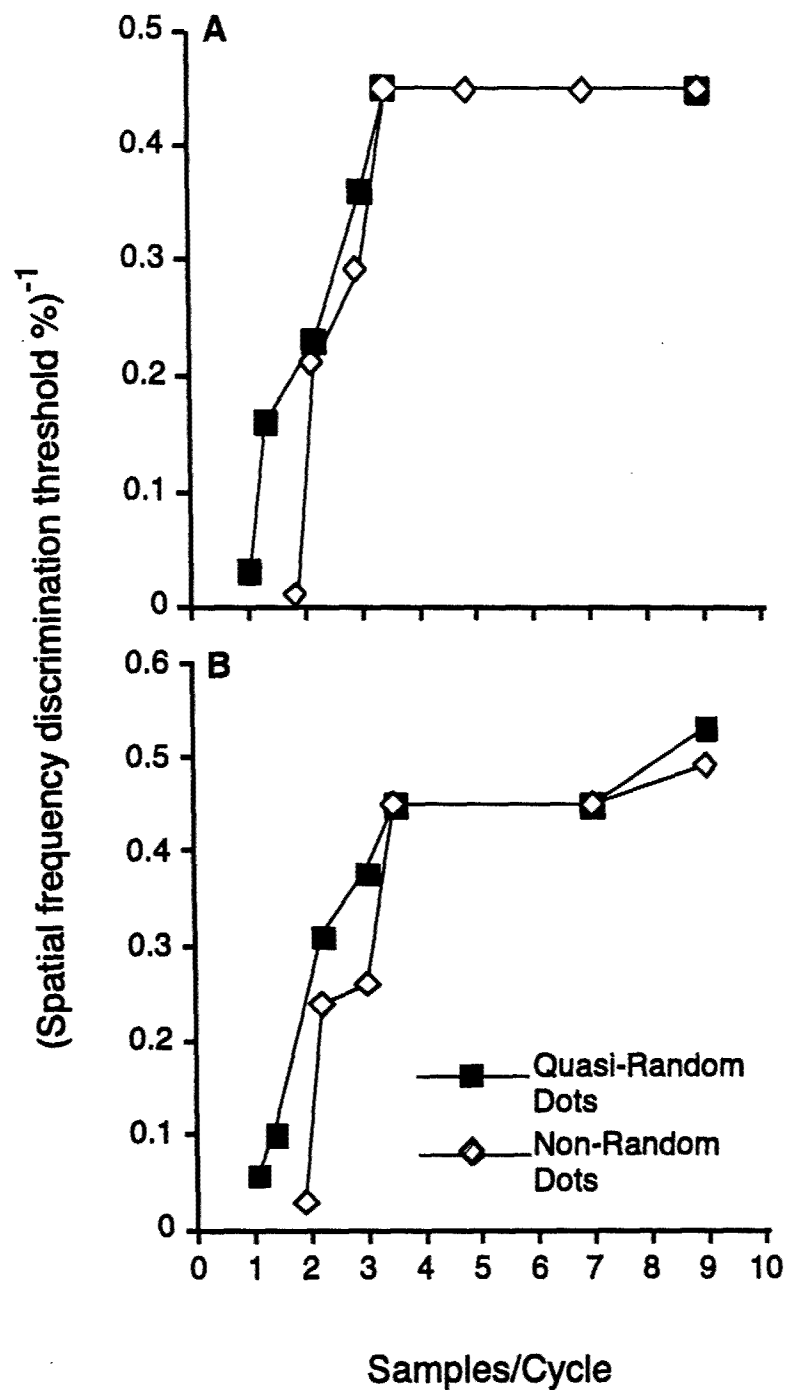 (Spatial frequency discrimination threshold %)-1
A
0.5
0.4
0.3
0.2
0.1
0
B
0.6
0.5
0.4
0.3
0.2
0.1
0
Quasi-Random
Dots
Non-Random
Dots
0 1 2 3 4 5 6 7 8 9 10
Samples/Cycle